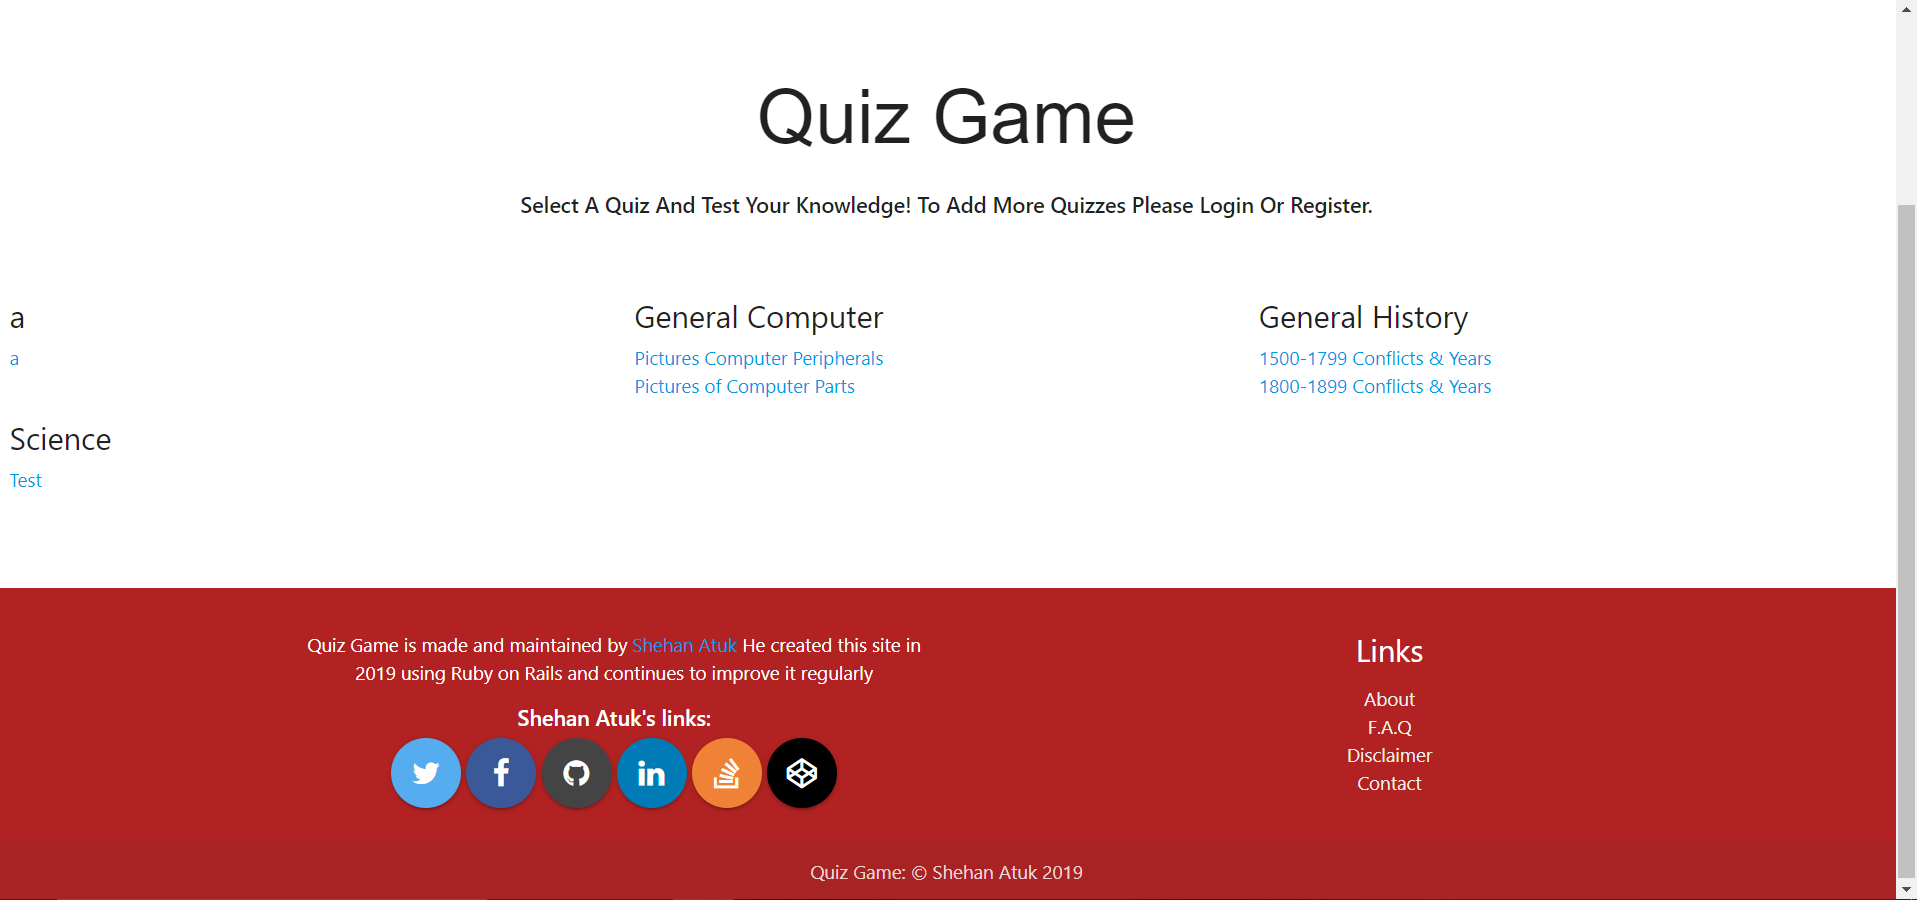 Quiz Game
Select A Quiz And Test Your Knowledge! To Add More Quizzes Please Login Or Register.
a
a
General Computer
Pictures Computer Peripherals
Pictures of Computer Parts
General History
1500-1799 Conflicts & Years
1800-1899 Conflicts & Years
Science
Test
Quiz Game is made and maintained by Shehan Atuk He created this site in
2019 using Ruby on Rails and continues to improve it regularly
Shehan Atuk's links:
Links
About
F.A.Q
Disclaimer
Contact
Quiz Game: © Shehan Atuk 2019